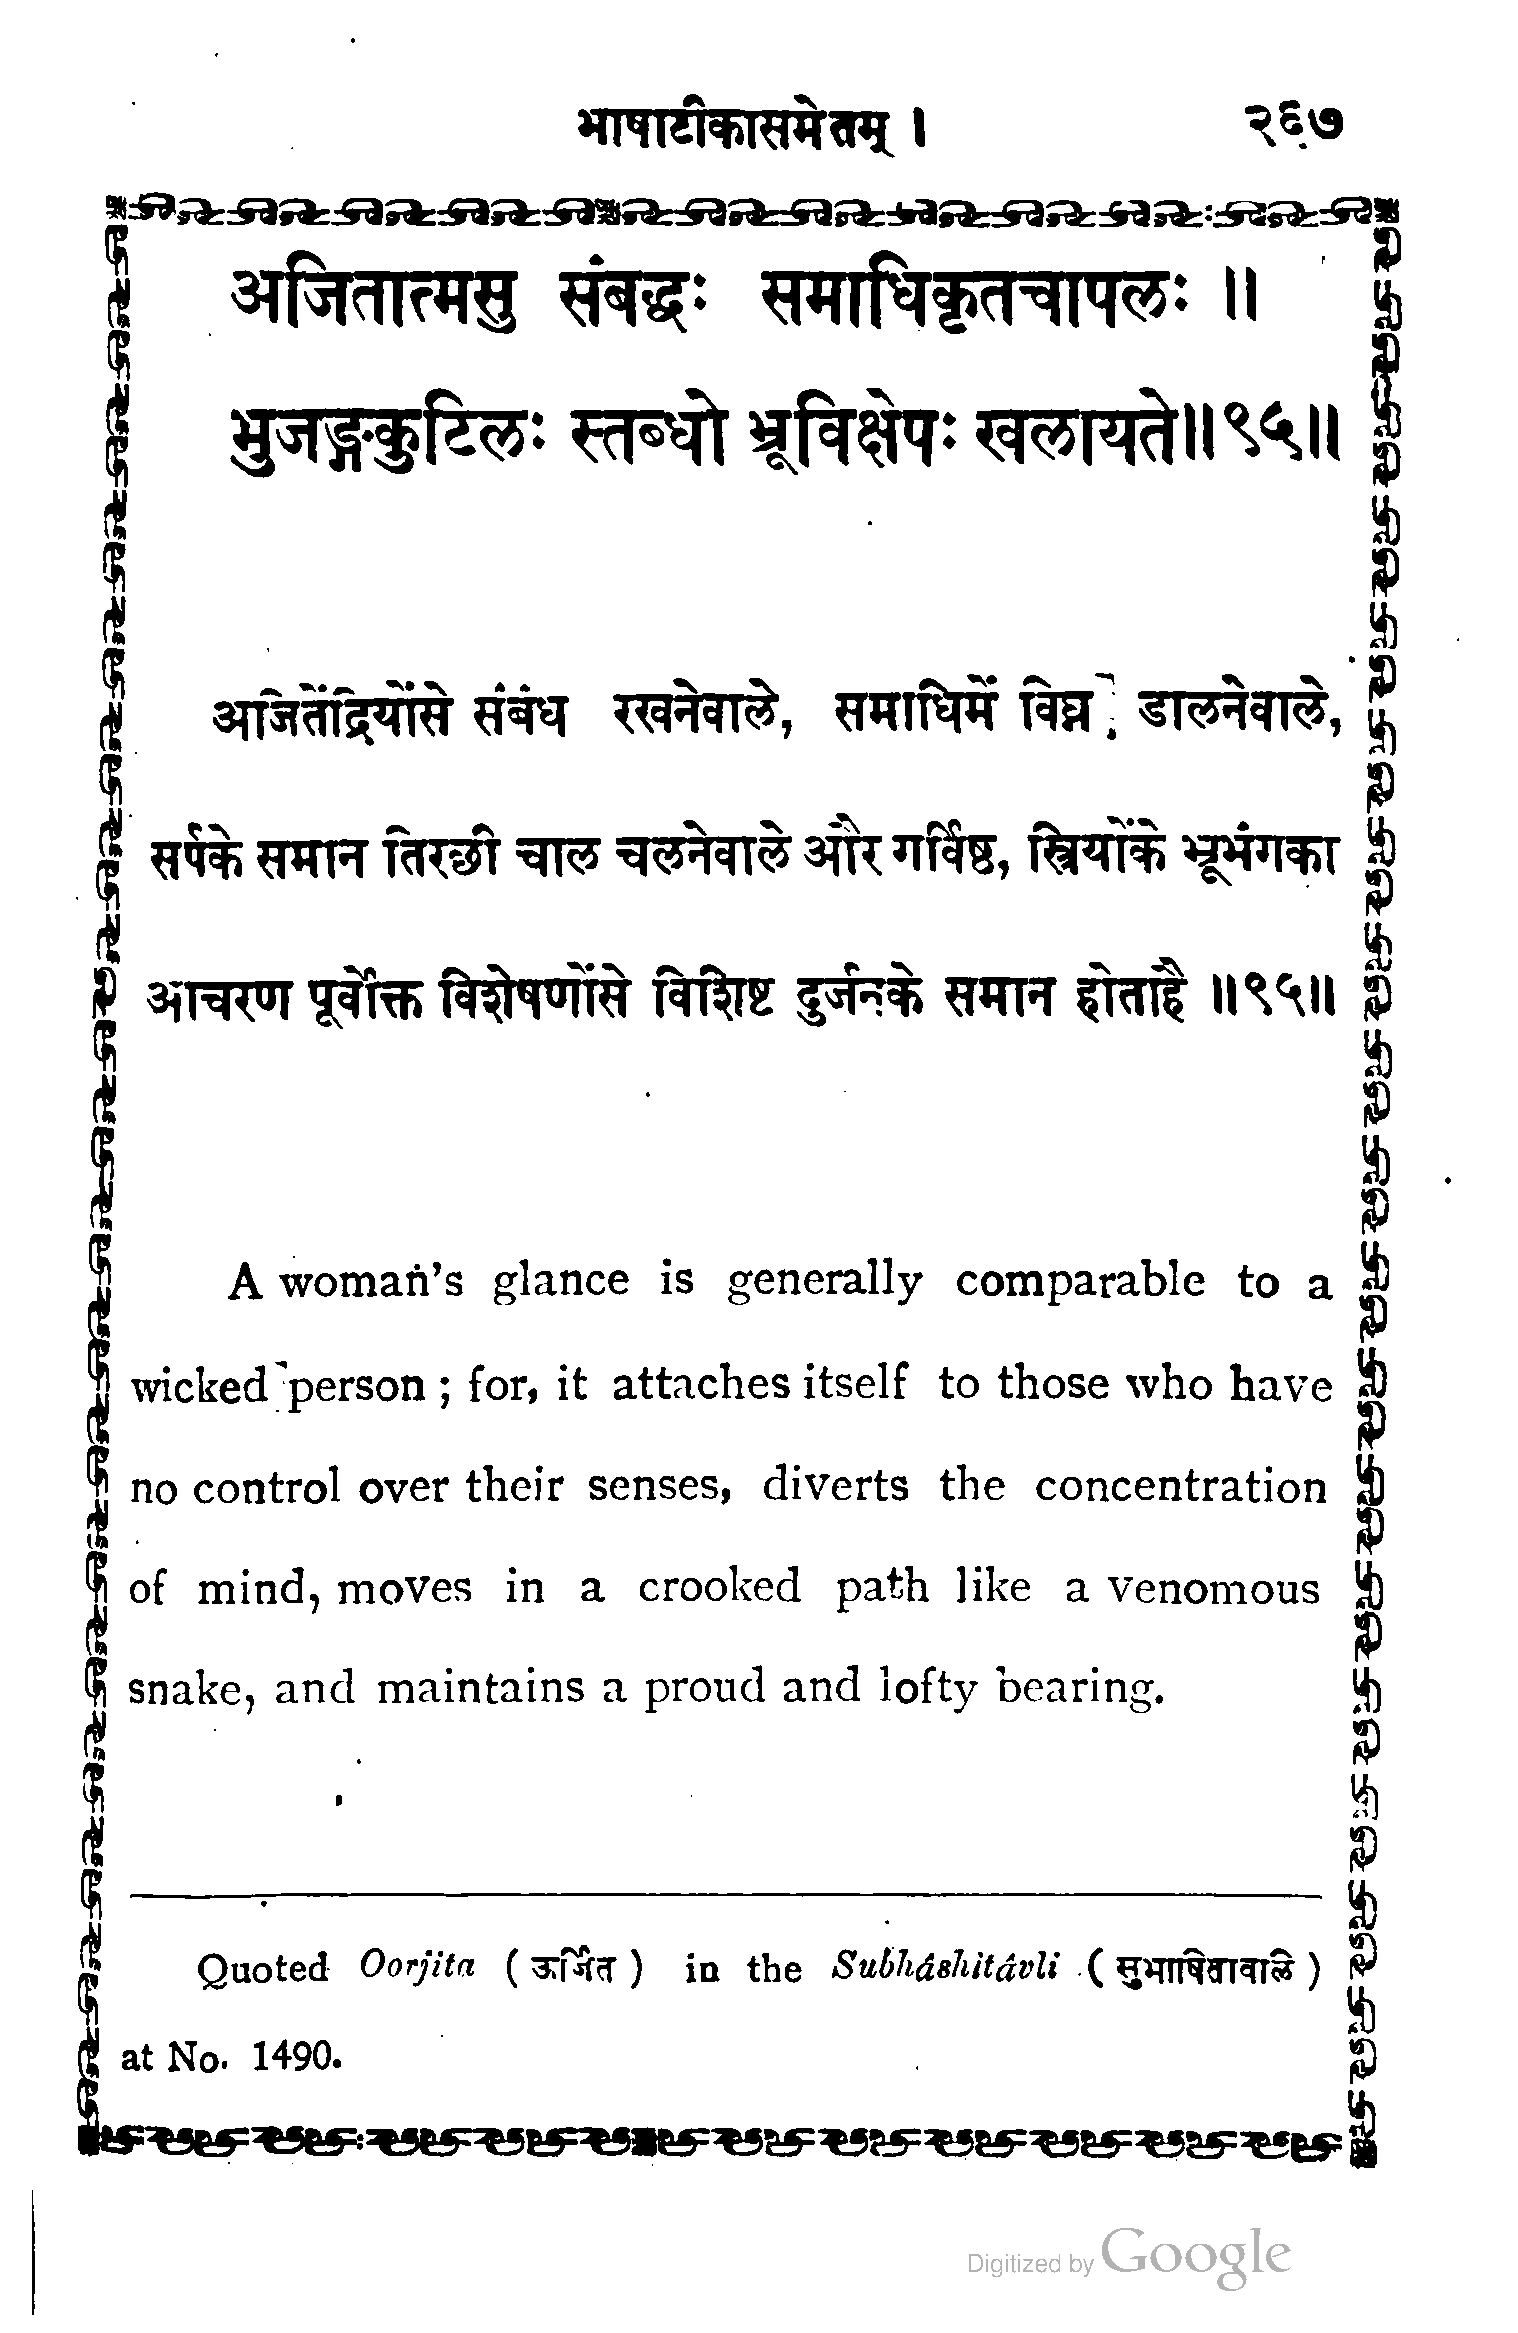 भाषाटीकासमेतम् । २६७
अजितात्मसु संबद्धः समाधिकृतचापलः ॥
भुजङ्गकुटिलः स्तब्धो भ्रूविक्षेपः खलायते॥९५॥
अजितेंद्रियोंसे संबंध रखनेवाले, समाधिमें विघ्न डालनेवाले,
सर्पके समान तिरछी चाल चलनेवाले और गर्विष्ठ, स्त्रियोंके भ्रूभंगका
आचरण पूर्वोक्त विशेषणोंसे विशिष्ट दुर्जनके समान होताहै ॥९५॥
A woman's glance is generally comparable to a
wicked person ; for, it attaches itself to those who have
no control over their senses, diverts the concentration
of mind, moves in a crooked path like a venomous
snake, and maintains a proud and lofty bearing.
Quoted Oorjita ( ऊर्जित ) in the Subhâshitâvli ( सुभाषितावलि )
at No. 1490.
Digitized by Google